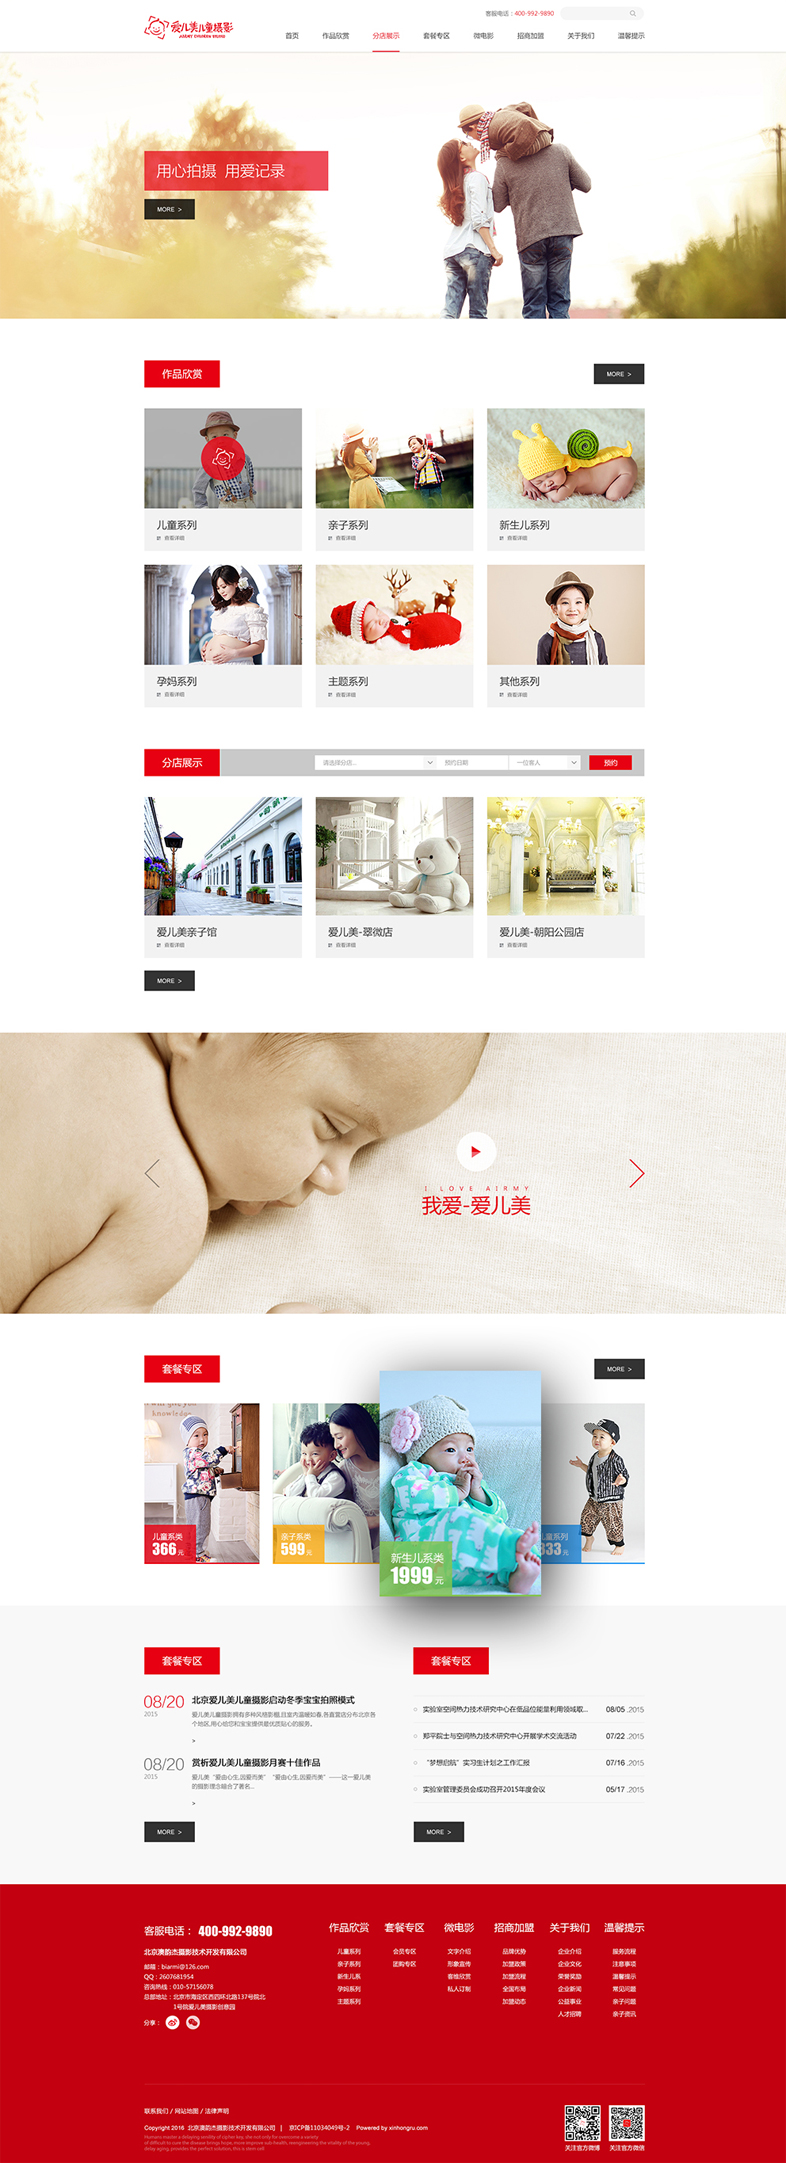 爱儿美儿童摄影
客服电话：400-992-9890
首页 作品欣赏 分店展示 套餐专区 微电影 招商加盟 关于我们 温馨提示
用心拍摄 用爱记录
MORE >
作品欣赏
MORE >
儿童系列 亲子系列 新生儿系列
查看详细 查看详细 查看详细
孕妈系列 主题系列 其他系列
查看详细 查看详细 查看详细
分店展示 请选择分店... 预约日期 一位客人 预约
爱儿美亲子馆 爱儿美-翠微店 爱儿美-朝阳公园店
查看详细 查看详细 查看详细
MORE >
I LOVE AIRMY
我爱-爱儿美
套餐专区
MORE >
knowledge
儿童系类 亲子系类 新生儿系类 儿童系列
366元 599元 1999元 333元
套餐专区 套餐专区
08/20 北京爱儿美儿童摄影启动冬季宝宝拍照模式
2015 爱儿美儿童摄影拥有多种风格影棚,且室内温暖如春,各直营店分布北京各
个地区,用心给您和宝宝提供最优质贴心的服务。
>
08/20 赏析爱儿美儿童摄影月赛十佳作品
2015 爱儿美“爱由心生,因爱而美”“爱由心生,因爱而美”——这一爱儿美
的摄影理念糅合了著名...
>
MORE >
实验室空间热力技术研究中心在低品位能量利用领域取... 08/05 .2015
郑平院士与空间热力技术研究中心开展学术交流活动 07/22 .2015
“梦想启航”实习生计划之工作汇报 07/16 .2015
实验室管理委员会成功召开2015年度会议 05/17 .2015
MORE >
客服电话： 400-992-9890
北京澳韵杰摄影技术开发有限公司
邮箱：biarmi@126.com
QQ：2607681954
咨询热线：010-57156078
总部地址：北京市海定区西四环北路137号院北
1号院爱儿美摄影创意园
分享：
作品欣赏 套餐专区 微电影 招商加盟 关于我们 温馨提示
儿童系列 会员专区 文字介绍 品牌优势 企业介绍 服务流程
亲子系列 团购专区 形象宣传 加盟政策 企业文化 注意事项
新生儿系 客维欣赏 加盟流程 荣誉奖励 温馨提示
孕妈系列 私人订制 全国布局 企业新闻 常见问题
主题系列 加盟动态 公益事业 亲子问题
人才招聘 亲子资讯
联系我们 / 网站地图 / 法律声明
Copyright 2016 北京澳韵杰摄影技术开发有限公司 | 京ICP备11034049号-2 Powered by xinhongru.com
关注官方微博 关注官方微信